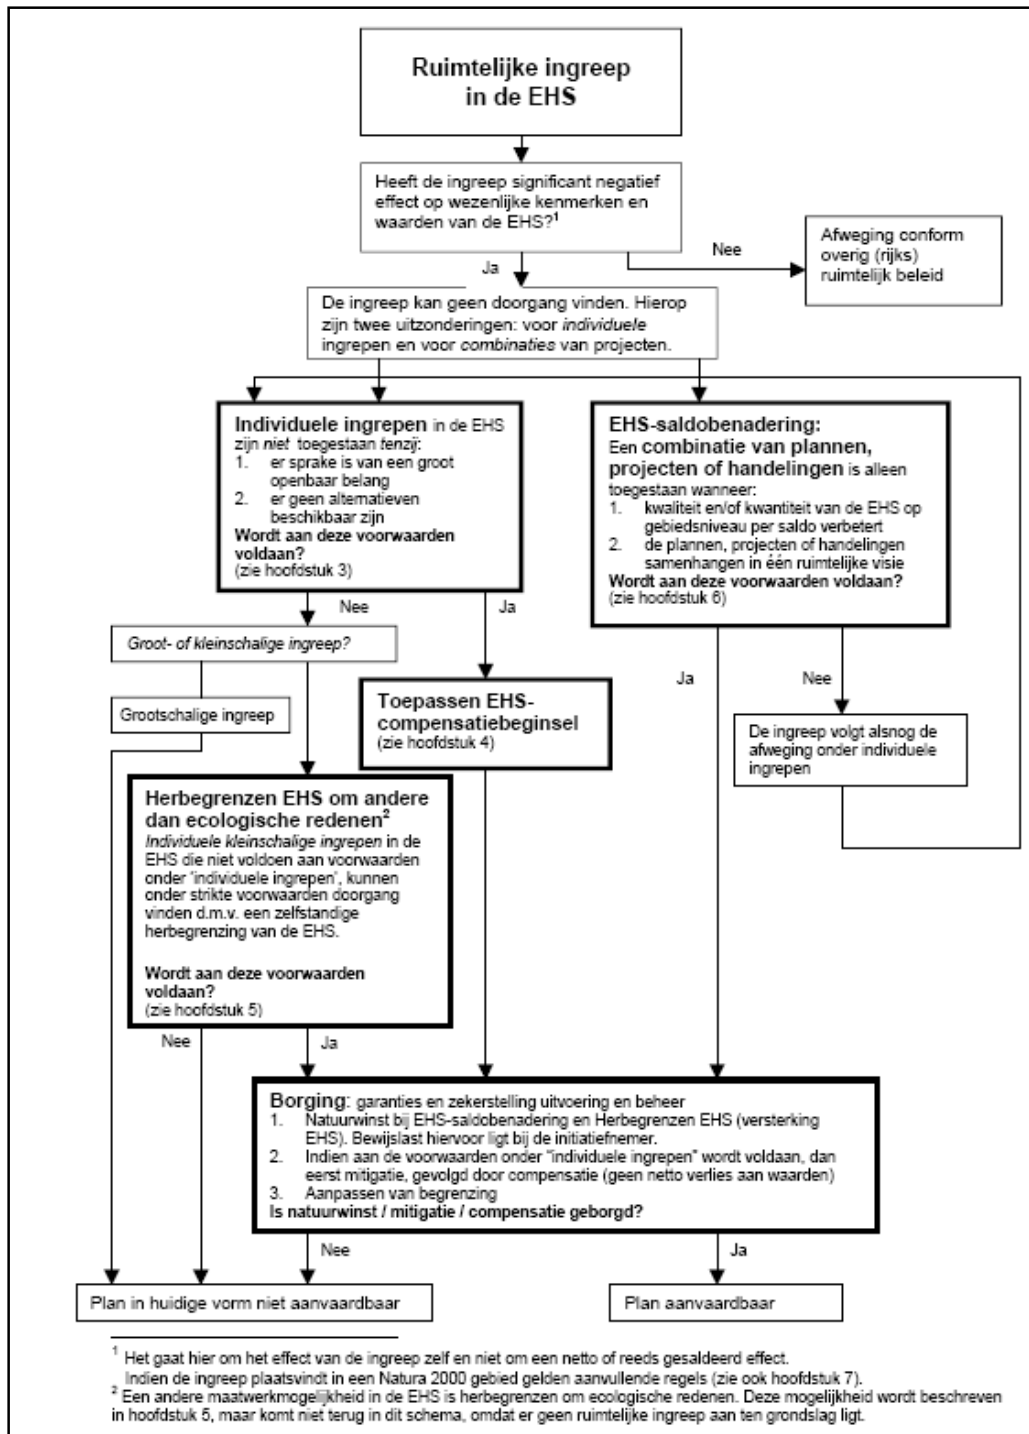 Ruimtelijke ingreep
in de EHS
Heeft de ingreep significant negatief
effect op wezenlijke kenmerken en
waarden van de EHS?1
Nee
Afweging conform
overig (rijks)
ruimtelijk beleid
Ja
De ingreep kan geen doorgang vinden. Hierop
zijn twee uitzonderingen: voor individuele
ingrepen en voor combinaties van projecten.
Individuele ingrepen in de EHS
zijn niet toegestaan tenzij:
1. er sprake is van een groot
openbaar belang
2. er geen alternatieven
beschikbaar zijn
Wordt aan deze voorwaarden
voldaan?
(zie hoofdstuk 3)
EHS-saldobenadering:
Een combinatie van plannen,
projecten of handelingen is alleen
toegestaan wanneer:
1. kwaliteit en/of kwantiteit van de EHS op
gebiedsniveau per saldo verbetert
2. de plannen, projecten of handelingen
samenhangen in één ruimtelijke visie
Wordt aan deze voorwaarden voldaan?
(zie hoofdstuk 6)
Nee
Ja
Groot- of kleinschalige ingreep?
Grootschalige ingreep
Toepassen EHS-
compensatiebeginsel
(zie hoofdstuk 4)
Ja
Nee
De ingreep volgt alsnog de
afweging onder individuele
ingrepen
Herbegrenzen EHS om andere
dan ecologische redenen2
Individuele kleinschalige ingrepen in de
EHS die niet voldoen aan voorwaarden
onder 'individuele ingrepen', kunnen
onder strikte voorwaarden doorgang
vinden d.m.v. een zelfstandige
herbegrenzing van de EHS.
Wordt aan deze voorwaarden
voldaan?
(zie hoofdstuk 5)
Nee
Ja
Borging: garanties en zekerstelling uitvoering en beheer
1. Natuurwinst bij EHS-saldobenadering en Herbegrenzen EHS (versterking
EHS). Bewijslast hiervoor ligt bij de initiatiefnemer.
2. Indien aan de voorwaarden onder "individuele ingrepen" wordt voldaan, dan
eerst mitigatie, gevolgd door compensatie (geen netto verlies aan waarden)
3. Aanpassen van begrenzing
Is natuurwinst / mitigatie / compensatie geborgd?
Nee
Ja
Plan in huidige vorm niet aanvaardbaar
Plan aanvaardbaar
1 Het gaat hier om het effect van de ingreep zelf en niet om een netto of reeds gesaldeerd effect.
Indien de ingreep plaatsvindt in een Natura 2000 gebied gelden aanvullende regels (zie ook hoofdstuk 7).
2 Een andere maatwerkmogelijkheid in de EHS is herbegrenzen om ecologische redenen. Deze mogelijkheid wordt beschreven
in hoofdstuk 5, maar komt niet terug in dit schema, omdat er geen ruimtelijke ingreep aan ten grondslag ligt.